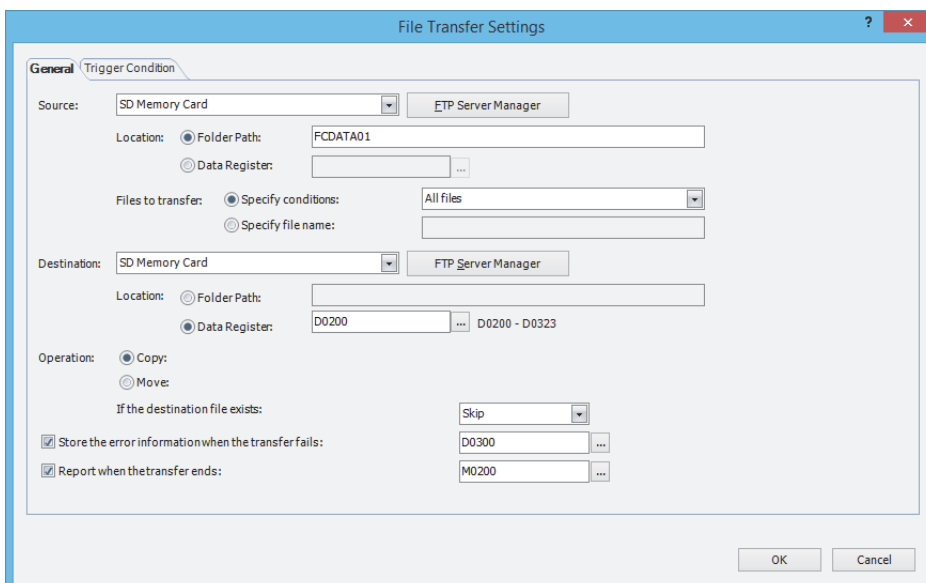 File Transfer Settings
?
×
General
Trigger Condition
Source:
SD Memory Card
FTP Server Manager
Location:
Folder Path:
FCDATA01
Data Register:
...
Files to transfer:
Specify conditions:
All files
Specify file name:
Destination:
SD Memory Card
FTP Server Manager
Location:
Folder Path:
Data Register:
D0200
...
D0200 - D0323
Operation:
Copy:
Move:
If the destination file exists:
Skip
Store the error information when the transfer fails:
D0300
...
Report when the transfer ends:
M0200
...
OK
Cancel